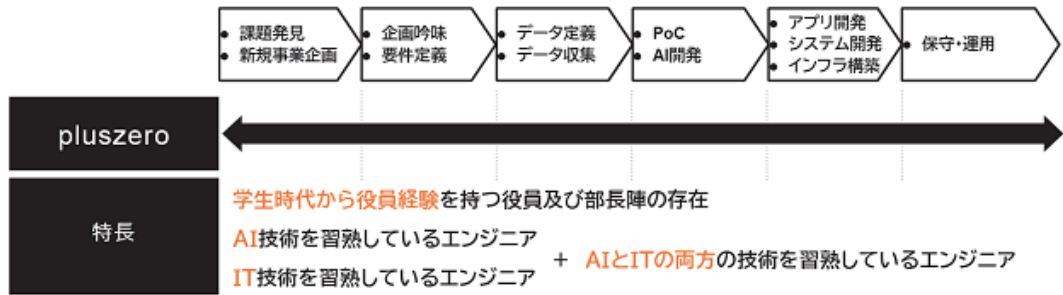 • 課題発見
• 新規事業企画
• 企画吟味
• 要件定義
• データ定義
• データ収集
• PoC
• AI開発
• アプリ開発
• システム開発
• インフラ構築
• 保守・運用
pluszero
特長
学生時代から役員経験を持つ役員及び部長陣の存在
AI技術を習熟しているエンジニア
IT技術を習熟しているエンジニア
+ AIとITの両方の技術を習熟しているエンジニア